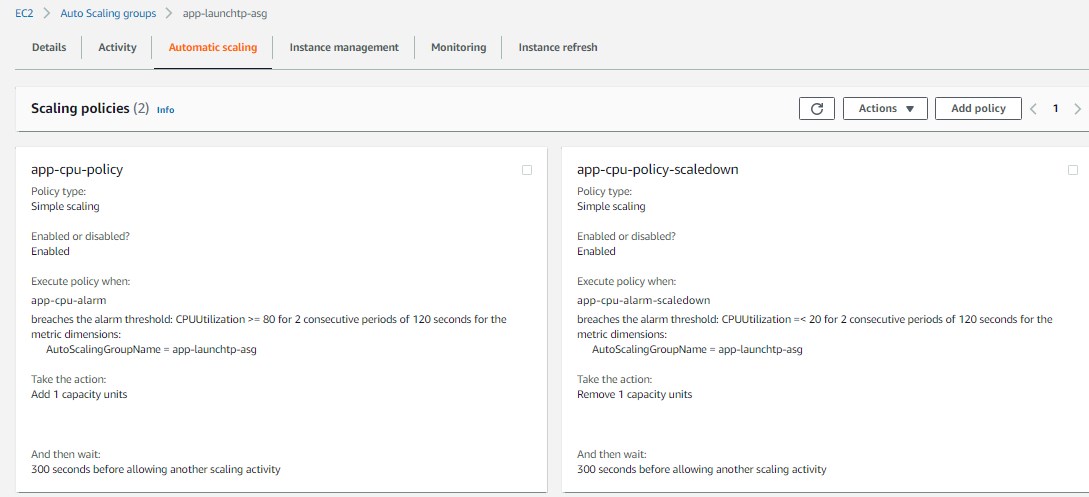 EC2 > Auto Scaling groups > app-launchtp-asg
Details Activity Automatic scaling Instance management Monitoring Instance refresh
Scaling policies (2) Info Actions ▼ Add policy < 1 >
app-cpu-policy
Policy type:
Simple scaling
Enabled or disabled?
Enabled
Execute policy when:
app-cpu-alarm
breaches the alarm threshold: CPUUtilization >= 80 for 2 consecutive periods of 120 seconds for the
metric dimensions:
AutoScalingGroupName = app-launchtp-asg
Take the action:
Add 1 capacity units
And then wait:
300 seconds before allowing another scaling activity
app-cpu-policy-scaledown
Policy type:
Simple scaling
Enabled or disabled?
Enabled
Execute policy when:
app-cpu-alarm-scaledown
breaches the alarm threshold: CPUUtilization =< 20 for 2 consecutive periods of 120 seconds for the
metric dimensions:
AutoScalingGroupName = app-launchtp-asg
Take the action:
Remove 1 capacity units
And then wait:
300 seconds before allowing another scaling activity